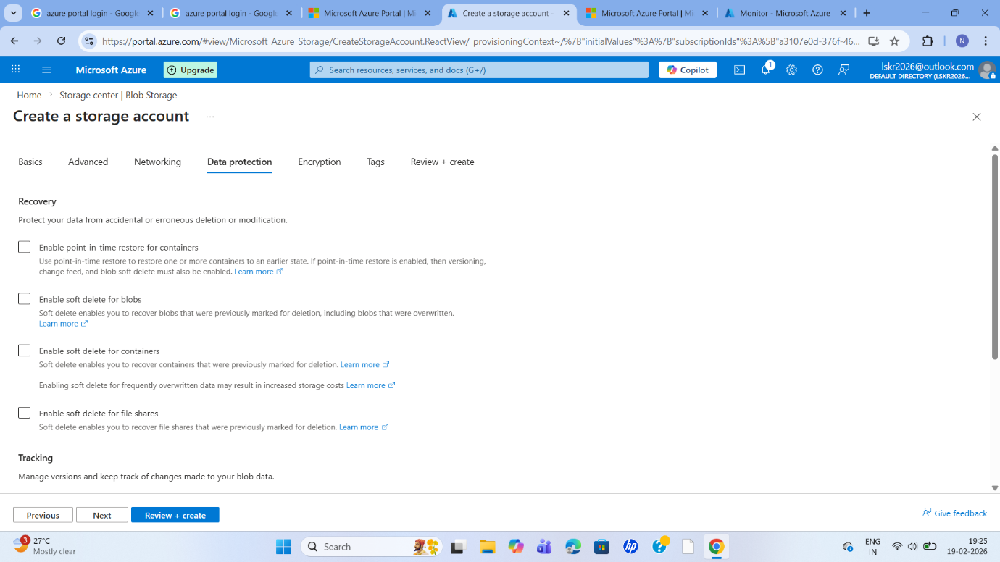 azure portal login - Google
azure portal login - Google
Microsoft Azure Portal | Mi
Create a storage account -
Microsoft Azure Portal | Mi
Monitor - Microsoft Azure
https://portal.azure.com/#view/Microsoft_Azure_Storage/CreateStorageAccount.ReactView/_provisioningContext~/%7B"initialValues"%3A%7B"subscriptionIds"%3A%5B"a3107e0d-376f-46...
N
Microsoft Azure
Upgrade
Search resources, services, and docs (G+/)
Copilot
1
lskr2026@outlook.com
DEFAULT DIRECTORY (LSKR2026...
Home > Storage center | Blob Storage
Create a storage account ...
Basics
Advanced
Networking
Data protection
Encryption
Tags
Review + create
Recovery
Protect your data from accidental or erroneous deletion or modification.
Enable point-in-time restore for containers
Use point-in-time restore to restore one or more containers to an earlier state. If point-in-time restore is enabled, then versioning,
change feed, and blob soft delete must also be enabled. Learn more
Enable soft delete for blobs
Soft delete enables you to recover blobs that were previously marked for deletion, including blobs that were overwritten.
Learn more
Enable soft delete for containers
Soft delete enables you to recover containers that were previously marked for deletion. Learn more
Enabling soft delete for frequently overwritten data may result in increased storage costs Learn more
Enable soft delete for file shares
Soft delete enables you to recover file shares that were previously marked for deletion. Learn more
Tracking
Manage versions and keep track of changes made to your blob data.
Previous
Next
Review + create
Give feedback
3
27°C
Mostly clear
Search
hp
ENG
IN
19:25
19-02-2026